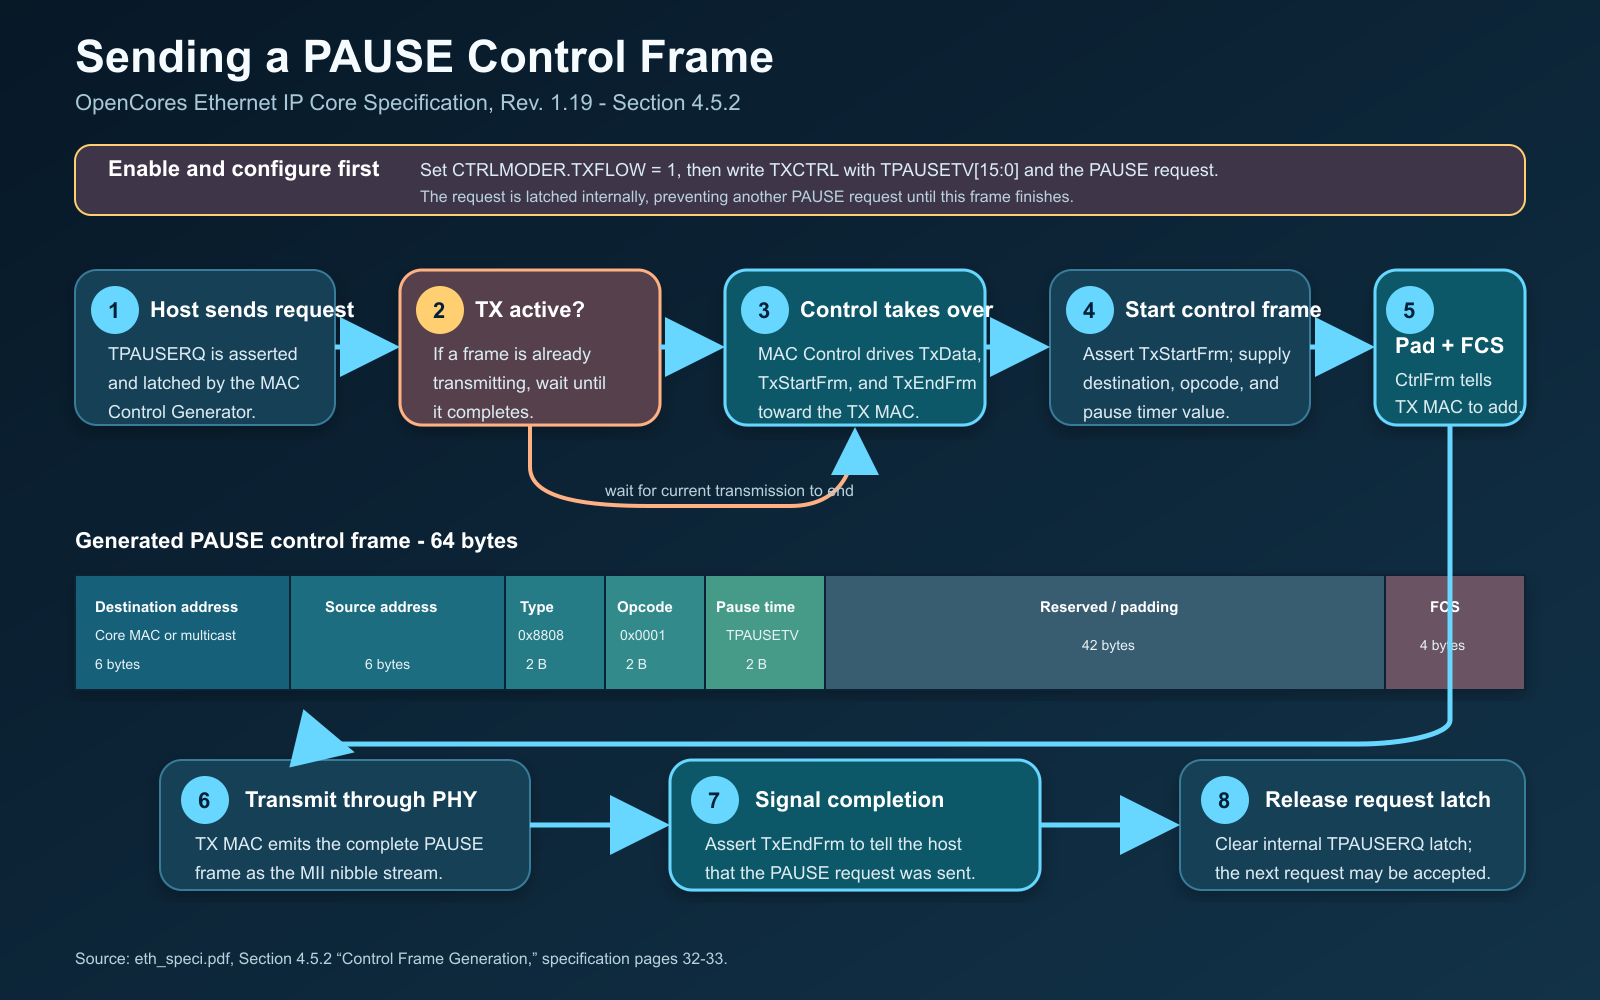 Sending a PAUSE Control Frame
OpenCores Ethernet IP Core Specification, Rev. 1.19 - Section 4.5.2
Enable and configure first
Set CTRLMODER.TXFLOW = 1, then write TXCTRL with TPAUSETV[15:0] and the PAUSE request.
The request is latched internally, preventing another PAUSE request until this frame finishes.
1 Host sends request
TPAUSERQ is asserted
and latched by the MAC
Control Generator.
2 TX active?
If a frame is already
transmitting, wait until
it completes.
3 Control takes over
MAC Control drives TxData,
TxStartFrm, and TxEndFrm
toward the TX MAC.
4 Start control frame
Assert TxStartFrm; supply
destination, opcode, and
pause timer value.
5
Pad + FCS
CtrlFrm tells
TX MAC to add.
wait for current transmission to end
Generated PAUSE control frame - 64 bytes
Destination address
Core MAC or multicast
6 bytes
Source address
6 bytes
Type
0x8808
2 B
Opcode
0x0001
2 B
Pause time
TPAUSETV
2 B
Reserved / padding
42 bytes
FCS
4 bytes
6 Transmit through PHY
TX MAC emits the complete PAUSE
frame as the MII nibble stream.
7 Signal completion
Assert TxEndFrm to tell the host
that the PAUSE request was sent.
8 Release request latch
Clear internal TPAUSERQ latch;
the next request may be accepted.
Source: eth_speci.pdf, Section 4.5.2 “Control Frame Generation,” specification pages 32-33.